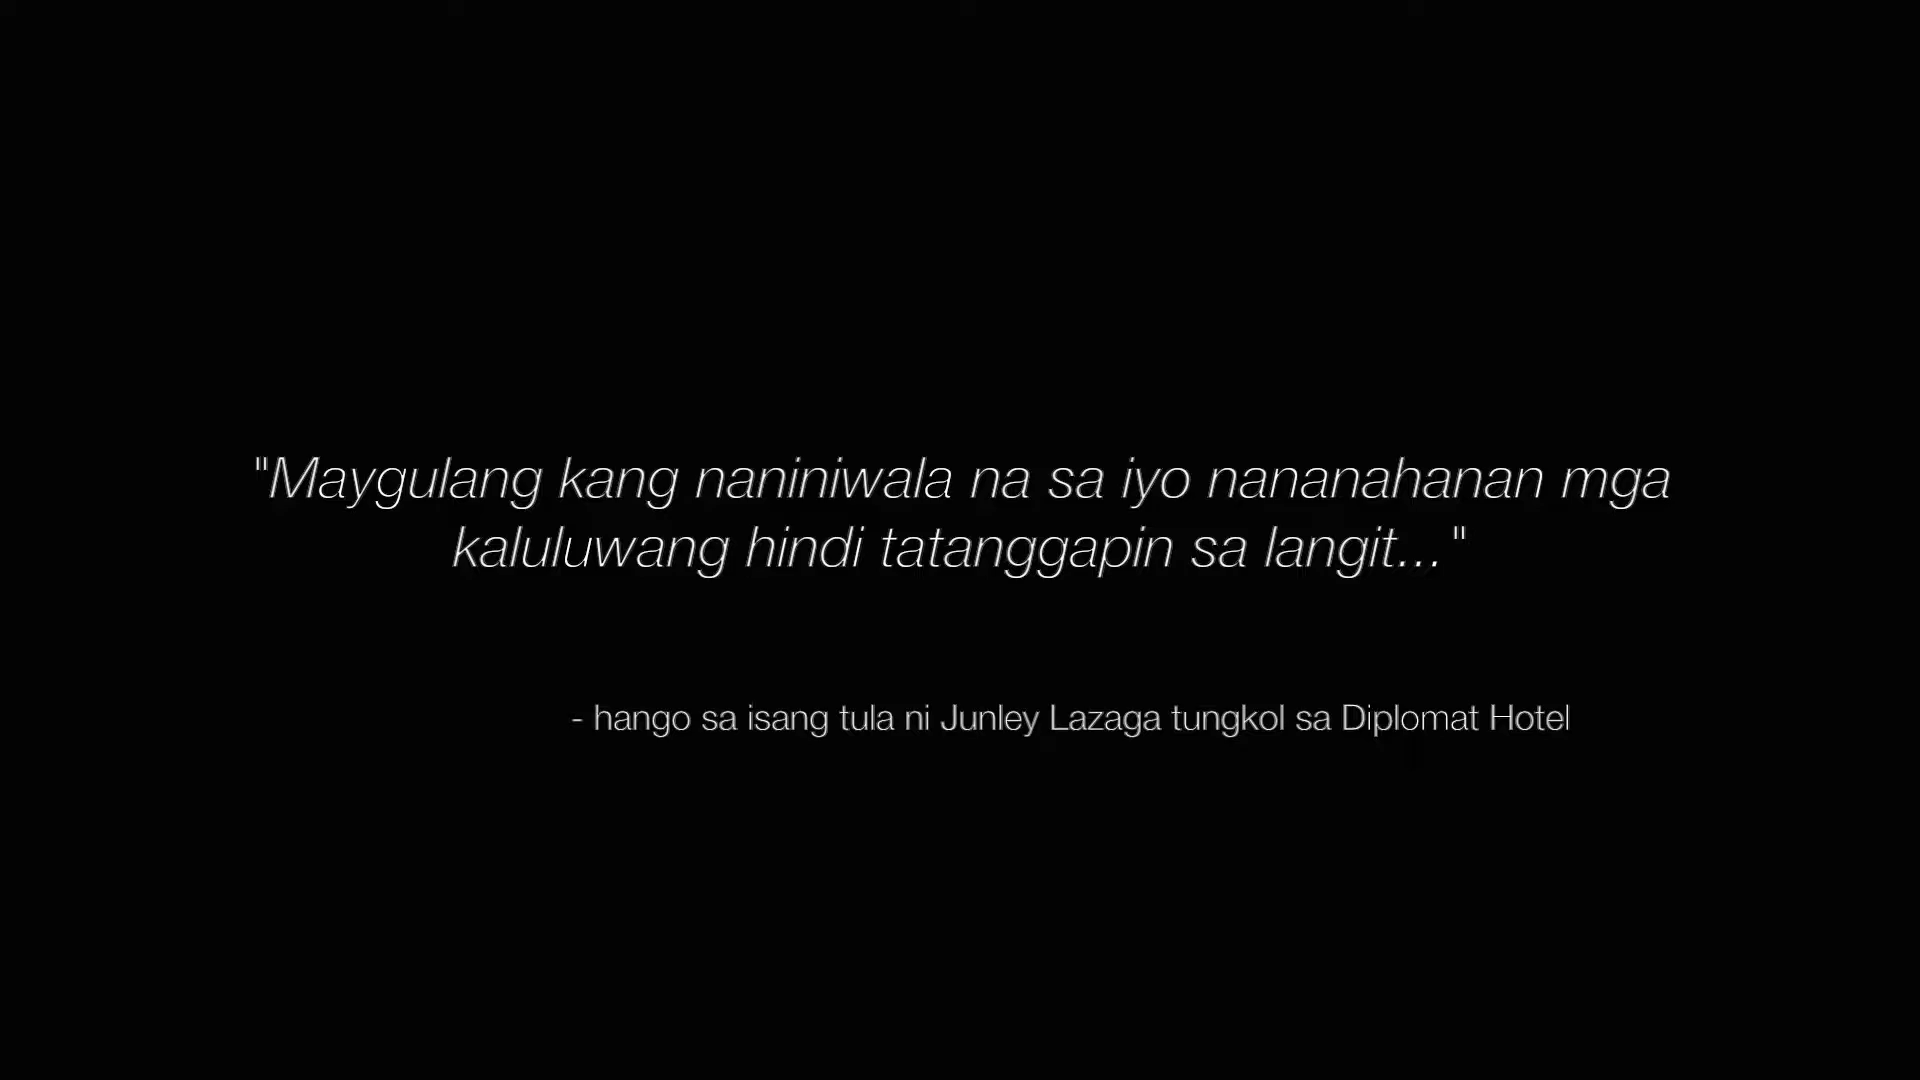 "Maygulang kang naniniwala na sa iyo nananahanan mga
kaluluwang hindi tatanggapin sa langit..."
- hango sa isang tula ni Junley Lazaga tungkol sa Diplomat Hotel